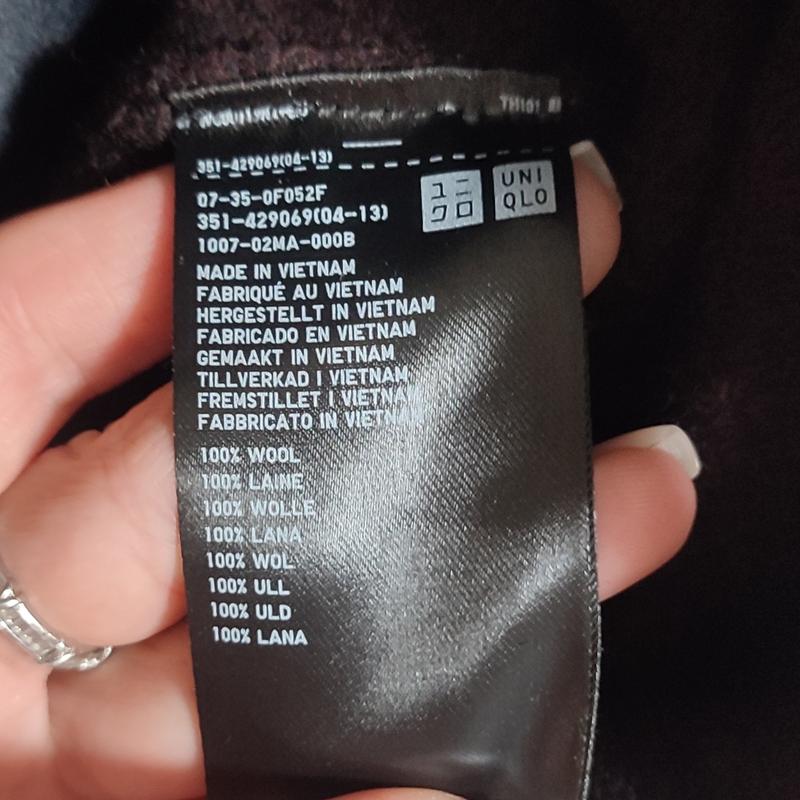 351-429069(04-13)
07-35-0F052F
351-429069(04-13)
1007-02MA-000B
ユニ
クロ
UNI
QLO
MADE IN VIETNAM
FABRIQUÉ AU VIETNAM
HERGESTELLT IN VIETNAM
FABRICADO EN VIETNAM
GEMAAKT IN VIETNAM
TILLVERKAD I VIETNAM
FREMSTILLET I VIETNAM
FABBRICATO IN VIETNAM
100% WOOL
100% LAINE
100% WOLLE
100% LANA
100% WOL
100% ULL
100% ULD
100% LANA